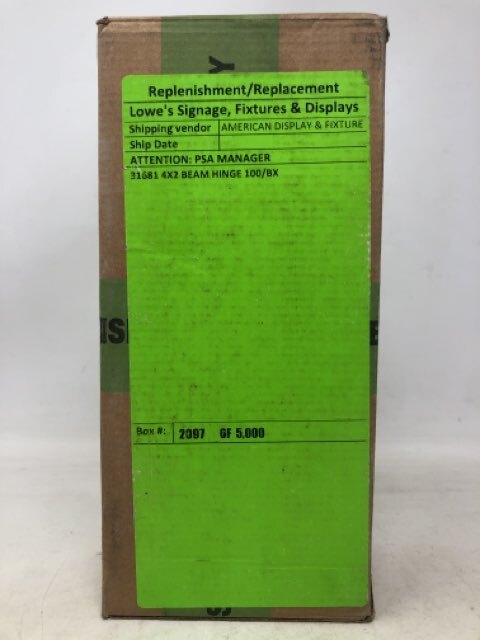 Replenishment/Replacement
Lowe's Signage, Fixtures & Displays
Shipping vendor AMERICAN DISPLAY & FIXTURE
Ship Date
ATTENTION: PSA MANAGER
31681 4X2 BEAM HINGE 100/BX
Box #: 2097 GF 5,000